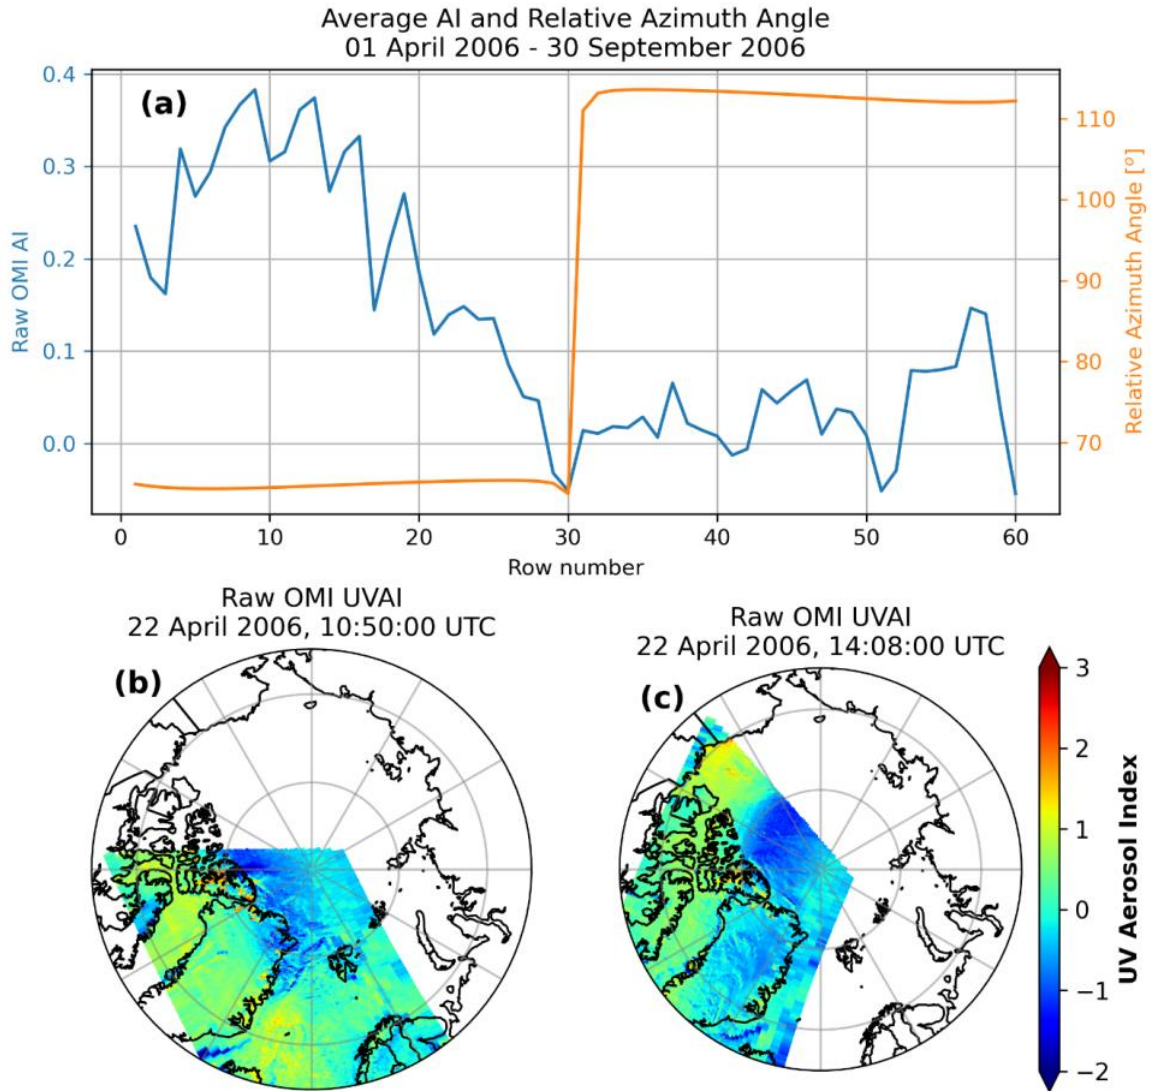 Average AI and Relative Azimuth Angle
01 April 2006 - 30 September 2006
(a)
0.4
0.3
0.2
0.1
0.0
Raw OMI AI
110
100
90
80
70
Relative Azimuth Angle [°]
0 10 20 30 40 50 60
Row number
Raw OMI UVAI
22 April 2006, 10:50:00 UTC
(b)
Raw OMI UVAI
22 April 2006, 14:08:00 UTC
(c)
3
2
1
0
−1
−2
UV Aerosol Index